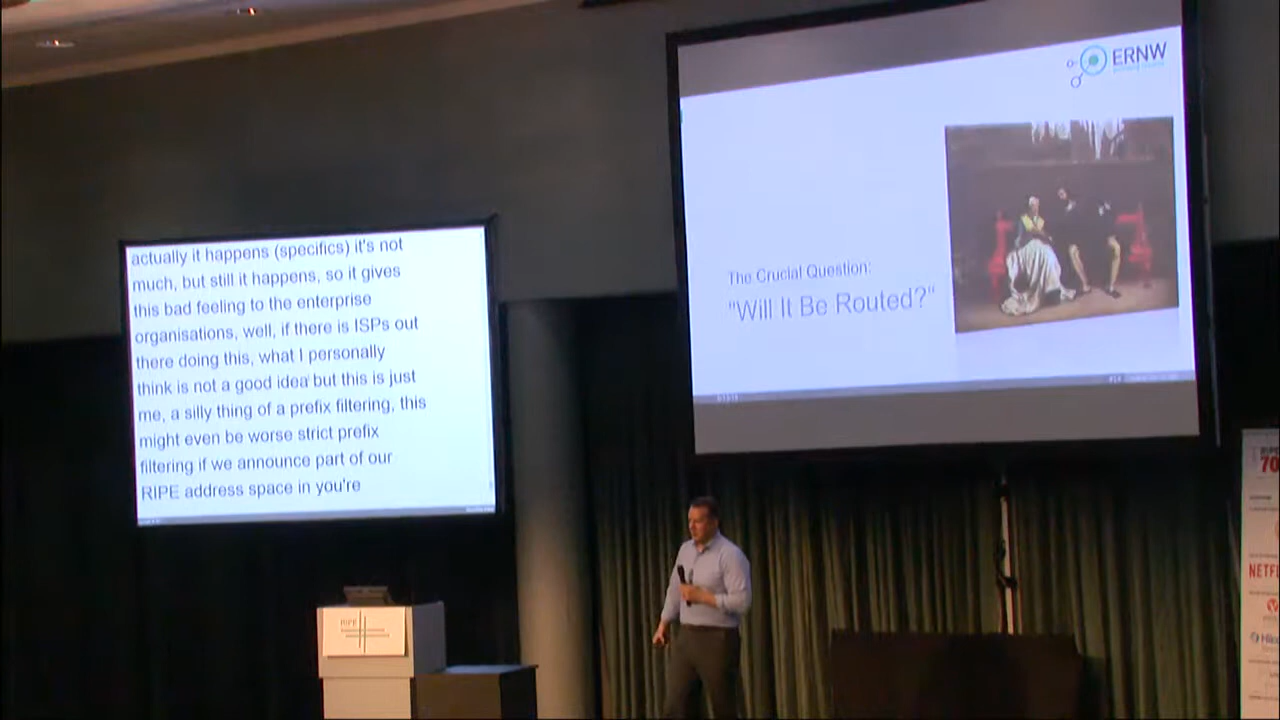 actually it happens (specifics) it's not
much, but still it happens, so it gives
this bad feeling to the enterprise
organisations, well, if there is ISPs out
there doing this, what I personally
think is not a good idea but this is just
me, a silly thing of a prefix filtering, this
might even be worse strict prefix
filtering if we announce part of our
RIPE address space in you're
ERNW
The Crucial Question:
"Will It Be Routed?"
RIPE
70
NETFL